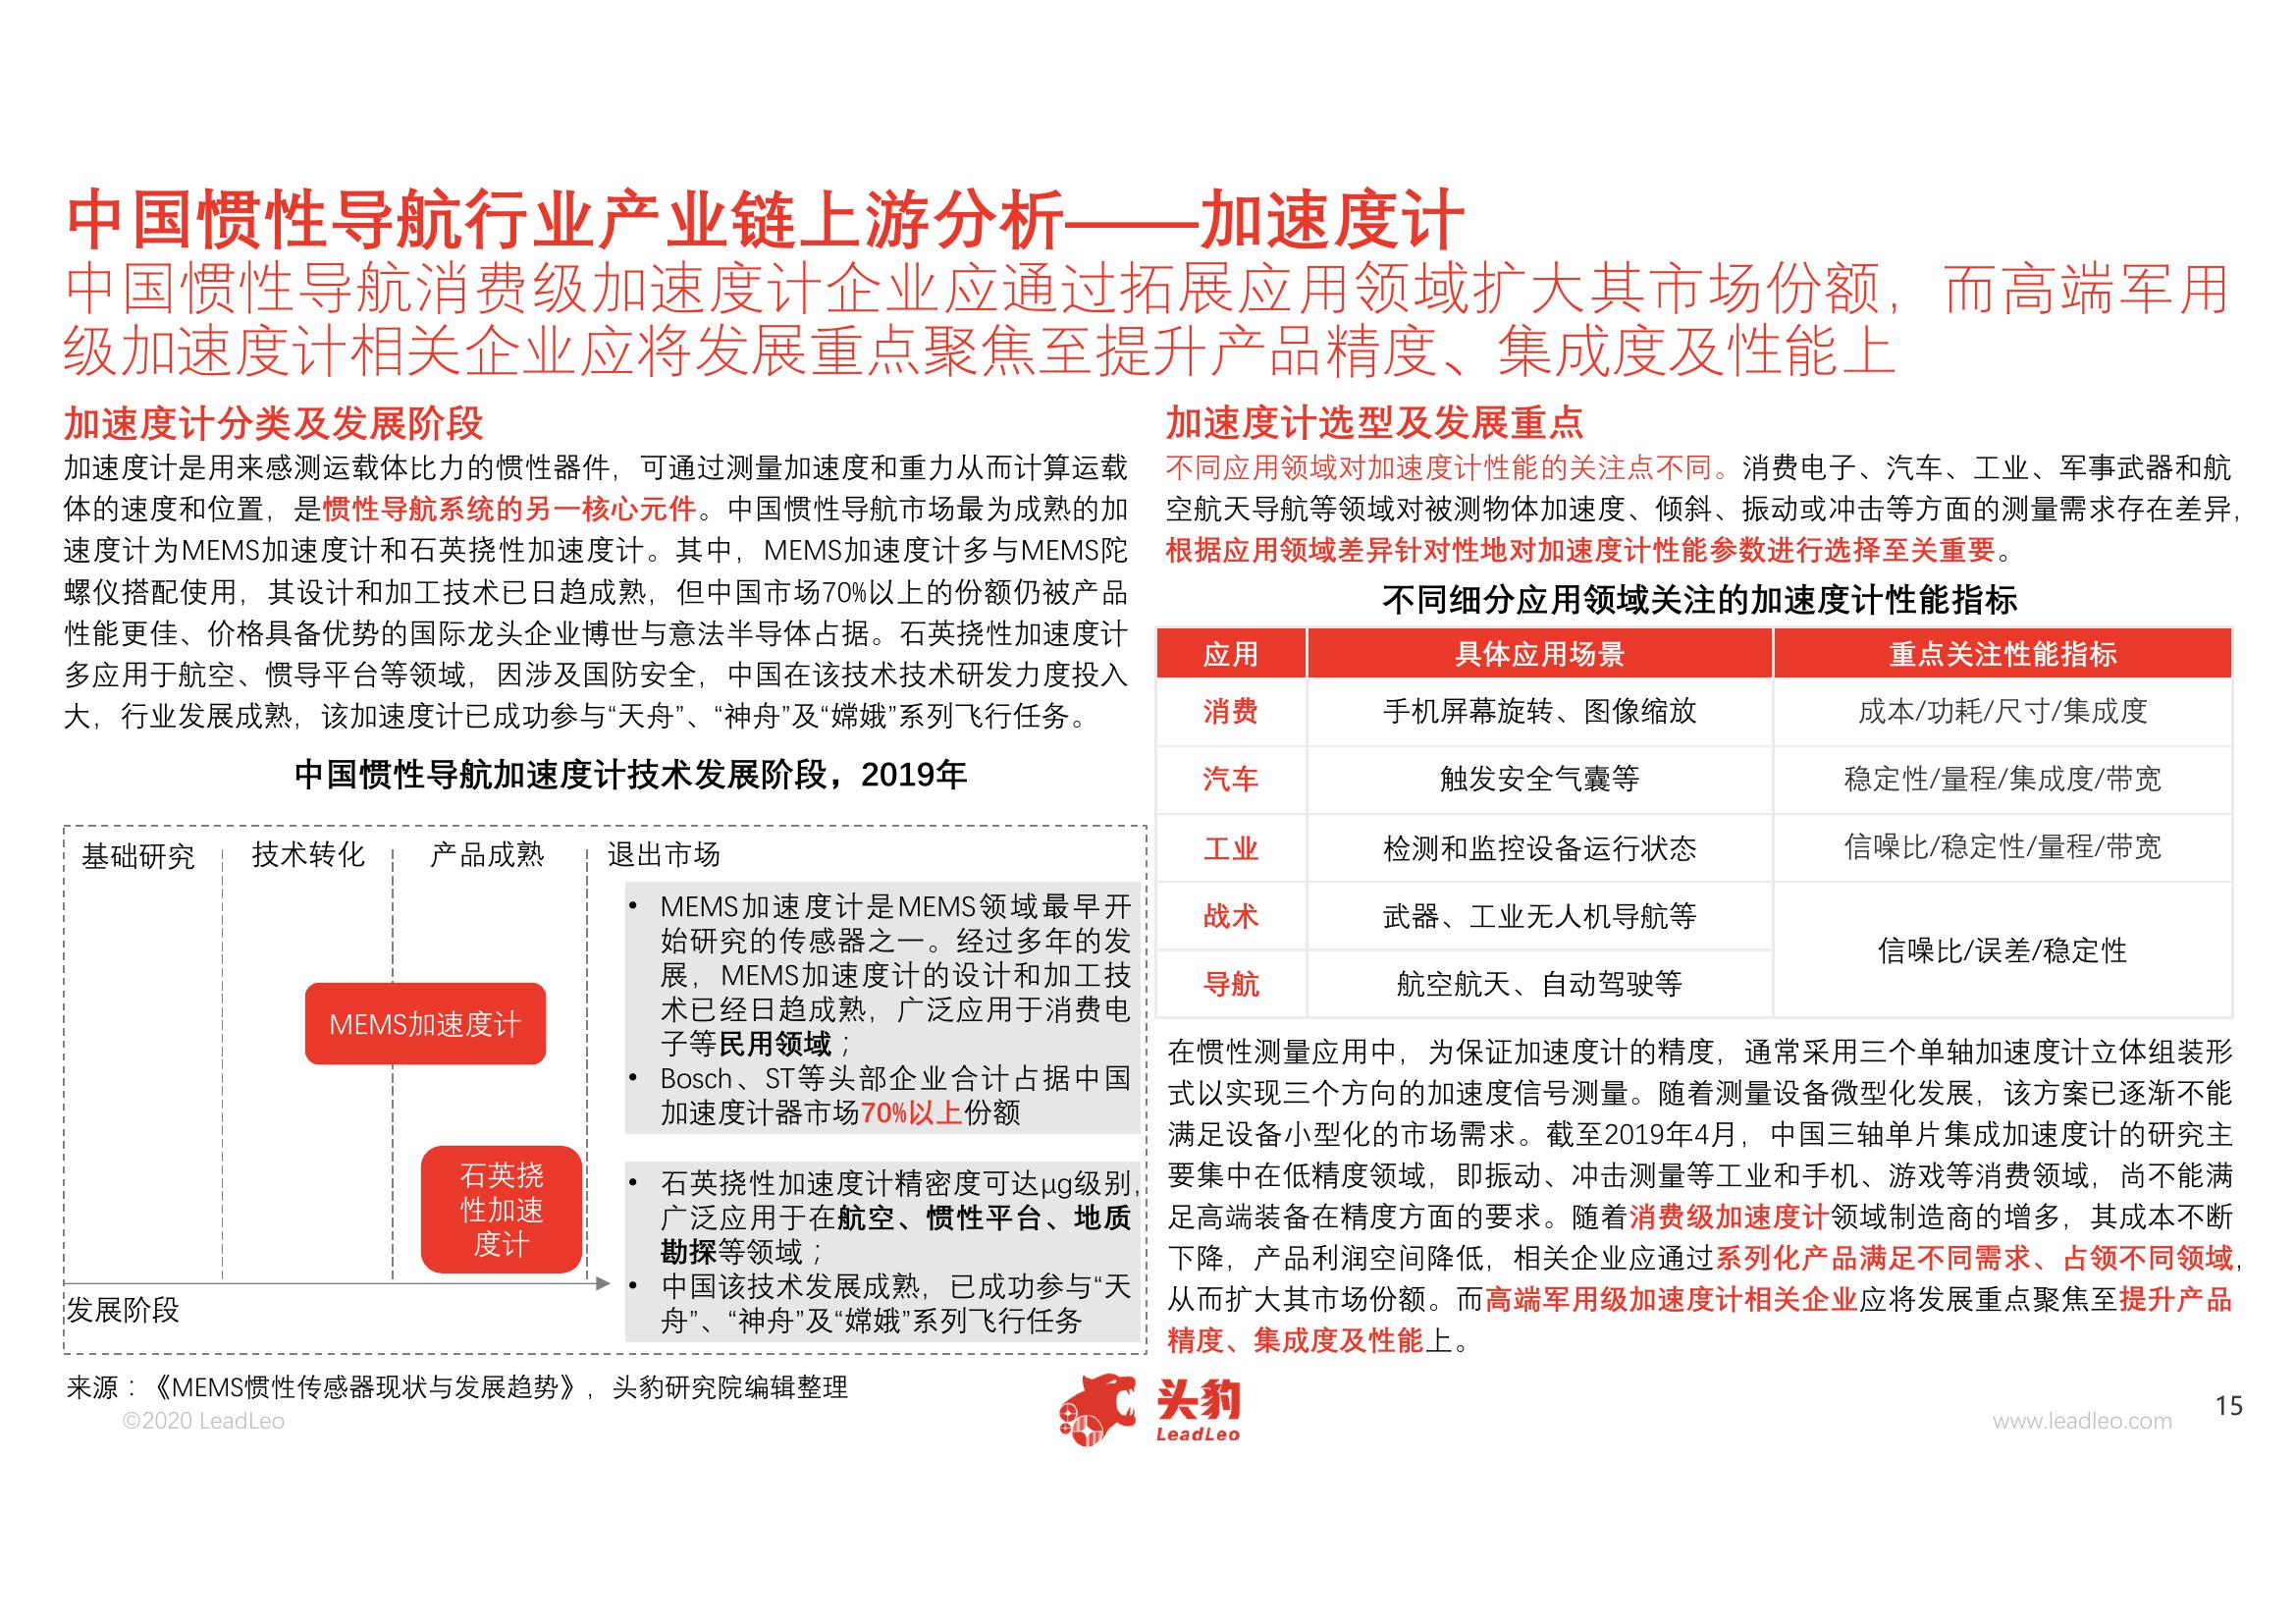 中国惯性导航行业产业链上游分析——加速度计
中国惯性导航消费级加速度计企业应通过拓展应用领域扩大其市场份额，而高端军用
级加速度计相关企业应将发展重点聚焦至提升产品精度、集成度及性能上
加速度计分类及发展阶段
加速度计是用来感测运载体比力的惯性器件，可通过测量加速度和重力从而计算运载
体的速度和位置，是惯性导航系统的另一核心元件。中国惯性导航市场最为成熟的加
速度计为MEMS加速度计和石英挠性加速度计。其中，MEMS加速度计多与MEMS陀
螺仪搭配使用，其设计和加工技术已日趋成熟，但中国市场70%以上的份额仍被产品
性能更佳、价格具备优势的国际龙头企业博世与意法半导体占据。石英挠性加速度计
多应用于航空、惯导平台等领域，因涉及国防安全，中国在该技术技术研发力度投入
大，行业发展成熟，该加速度计已成功参与“天舟”、“神舟”及“嫦娥”系列飞行任务。
中国惯性导航加速度计技术发展阶段，2019年
基础研究
技术转化
产品成熟
退出市场
MEMS加速度计
石英挠
性加速
度计
发展阶段
• MEMS加速度计是MEMS领域最早开
始研究的传感器之一。经过多年的发
展，MEMS加速度计的设计和加工技
术已经日趋成熟，广泛应用于消费电
子等民用领域；
• Bosch、ST等头部企业合计占据中国
加速度计器市场70%以上份额
• 石英挠性加速度计精密度可达μg级别，
广泛应用于在航空、惯性平台、地质
勘探等领域；
• 中国该技术发展成熟，已成功参与“天
舟”、“神舟”及“嫦娥”系列飞行任务
来源：《MEMS惯性传感器现状与发展趋势》，头豹研究院编辑整理
加速度计选型及发展重点
不同应用领域对加速度计性能的关注点不同。消费电子、汽车、工业、军事武器和航
空航天导航等领域对被测物体加速度、倾斜、振动或冲击等方面的测量需求存在差异，
根据应用领域差异针对性地对加速度计性能参数进行选择至关重要。
不同细分应用领域关注的加速度计性能指标
应用 具体应用场景 重点关注性能指标
消费 手机屏幕旋转、图像缩放 成本/功耗/尺寸/集成度
汽车 触发安全气囊等 稳定性/量程/集成度/带宽
工业 检测和监控设备运行状态 信噪比/稳定性/量程/带宽
战术 武器、工业无人机导航等
信噪比/误差/稳定性
导航 航空航天、自动驾驶等
在惯性测量应用中，为保证加速度计的精度，通常采用三个单轴加速度计立体组装形
式以实现三个方向的加速度信号测量。随着测量设备微型化发展，该方案已逐渐不能
满足设备小型化的市场需求。截至2019年4月，中国三轴单片集成加速度计的研究主
要集中在低精度领域，即振动、冲击测量等工业和手机、游戏等消费领域，尚不能满
足高端装备在精度方面的要求。随着消费级加速度计领域制造商的增多，其成本不断
下降，产品利润空间降低，相关企业应通过系列化产品满足不同需求、占领不同领域，
从而扩大其市场份额。而高端军用级加速度计相关企业应将发展重点聚焦至提升产品
精度、集成度及性能上。
©2020 LeadLeo
头豹
LeadLeo
www.leadleo.com
15